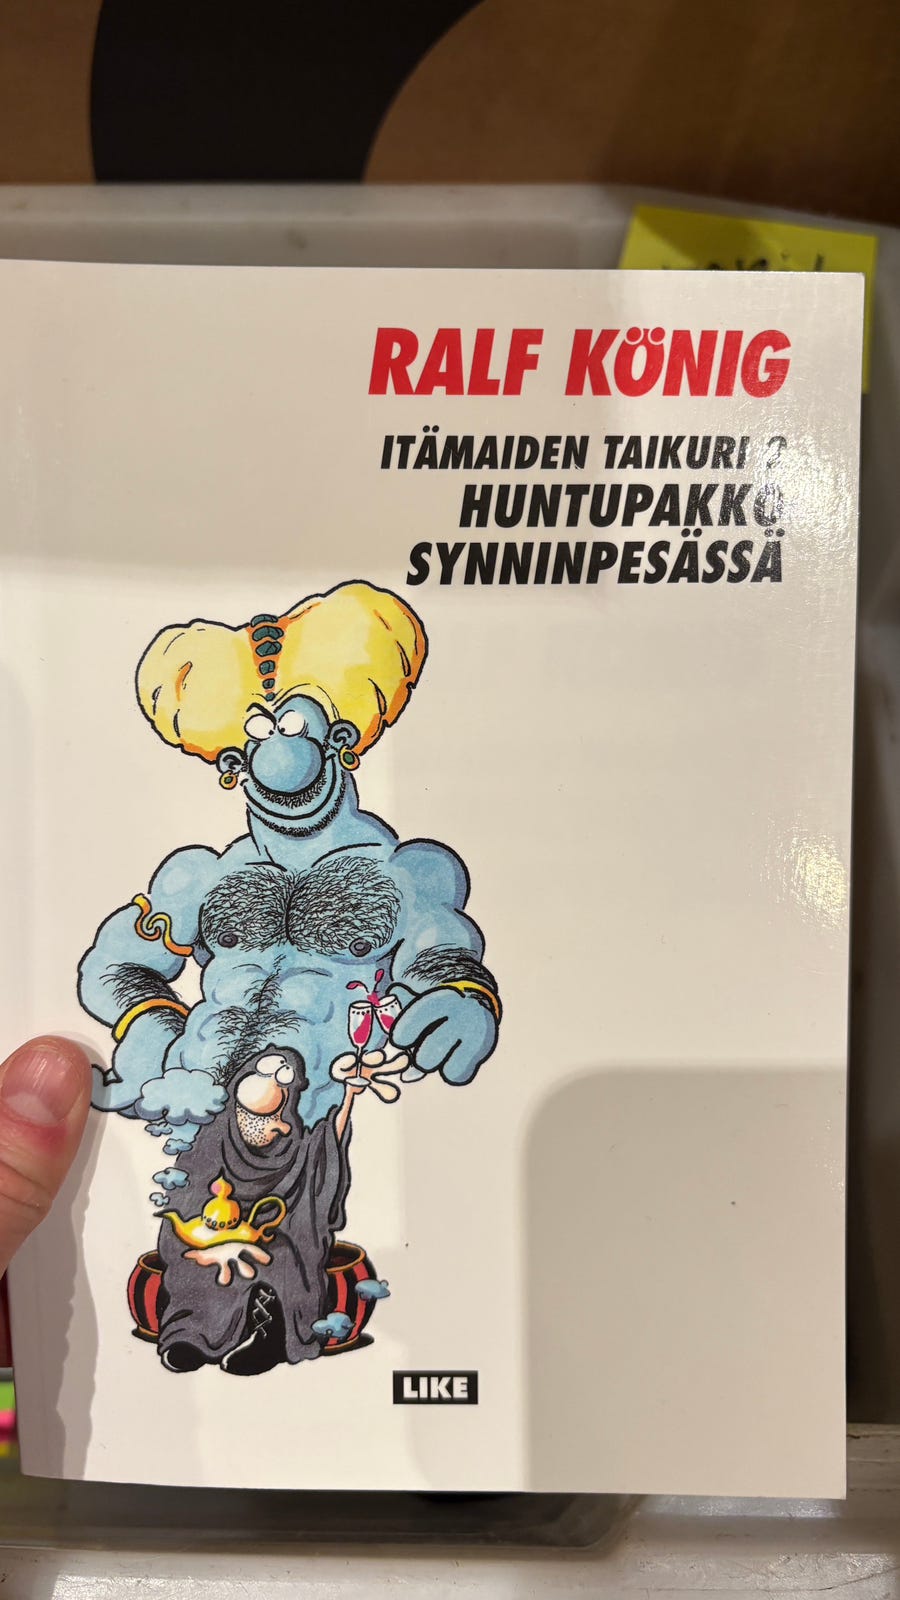 RALF KÖNIG
ITÄMAIDEN TAIKURI 2
HUNTUPAKKO
SYNNINPESÄSSÄ
LIKE